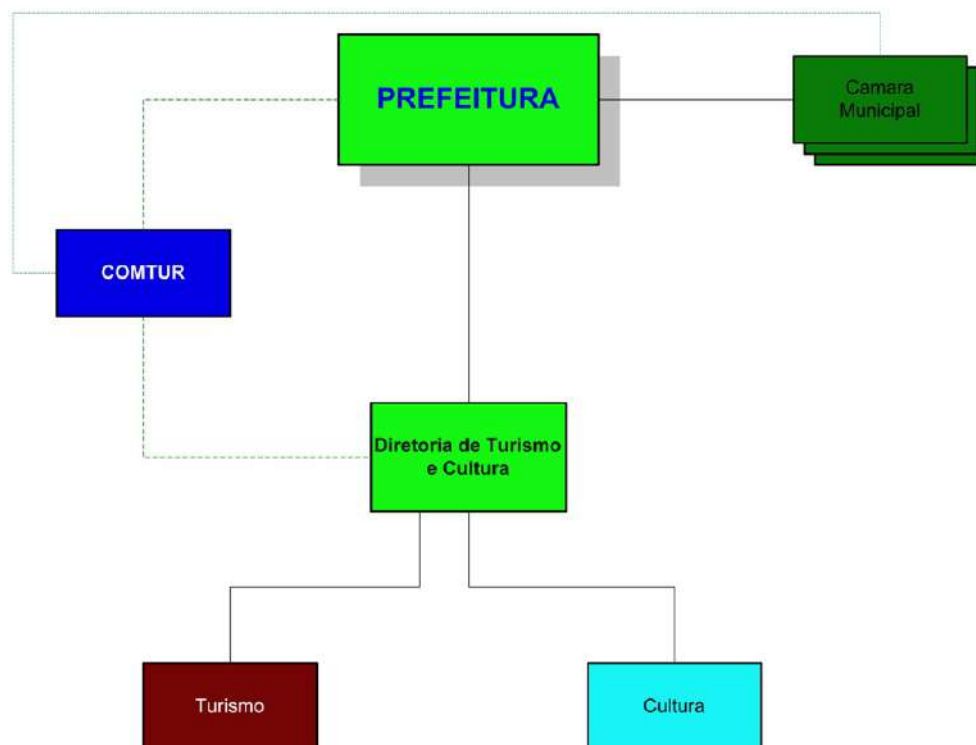 PREFEITURA
Camara
Municipal
COMTUR
Diretoria de Turismo
e Cultura
Turismo
Cultura